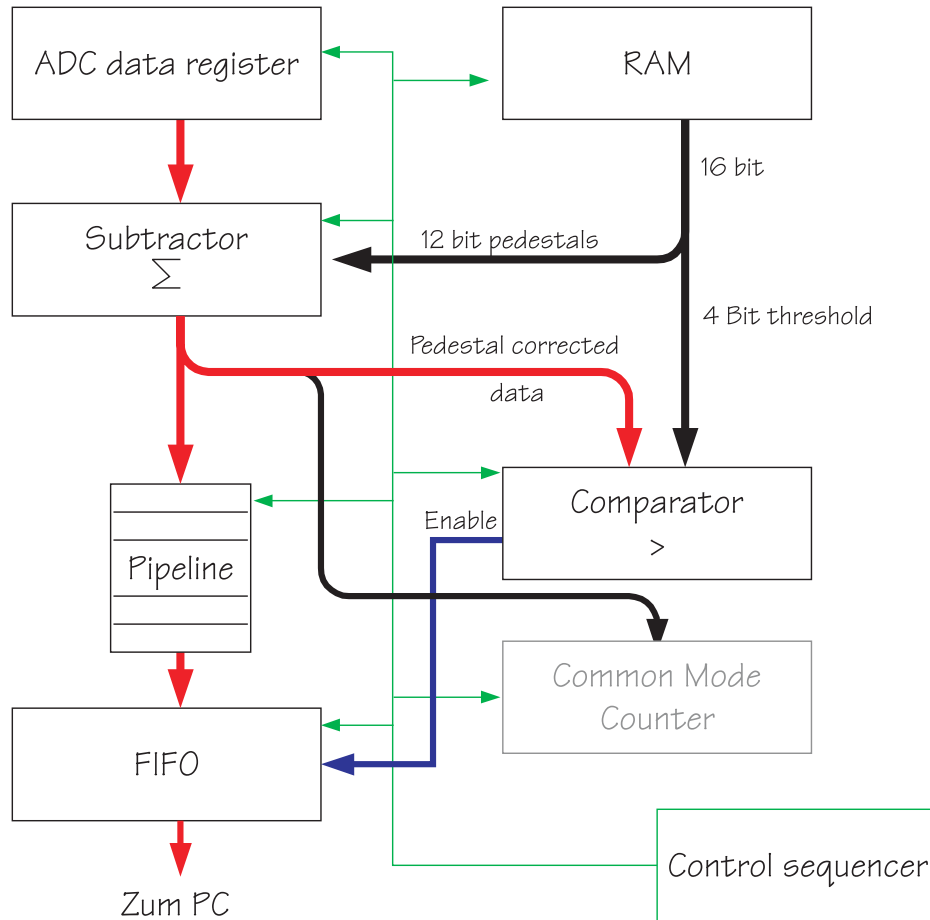 ADC data register
RAM
16 bit
Subtractor
Σ
12 bit pedestals
4 Bit threshold
Pedestal corrected
data
Comparator
>
Enable
Pipeline
Common Mode
Counter
FIFO
Control sequencer
Zum PC